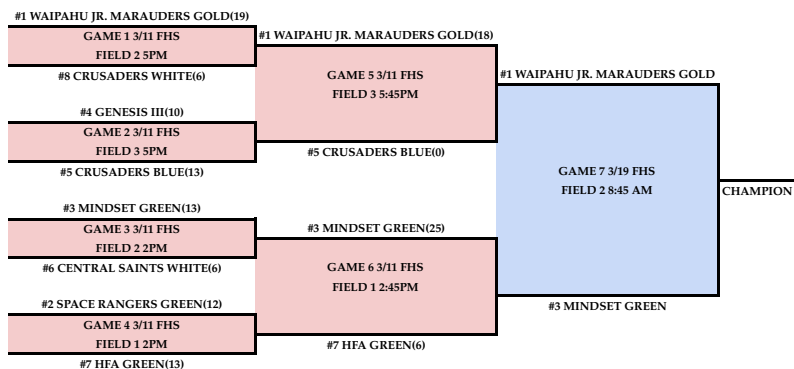 #1 WAIPAHU JR. MARAUDERS GOLD(19)
GAME 1 3/11 FHS
FIELD 2 5PM
#8 CRUSADERS WHITE(6)
#4 GENESIS III(10)
GAME 2 3/11 FHS
FIELD 3 5PM
#5 CRUSADERS BLUE(13)
#3 MINDSET GREEN(13)
GAME 3 3/11 FHS
FIELD 2 2PM
#6 CENTRAL SAINTS WHITE(6)
#2 SPACE RANGERS GREEN(12)
GAME 4 3/11 FHS
FIELD 1 2PM
#7 HFA GREEN(13)
#1 WAIPAHU JR. MARAUDERS GOLD(18)
GAME 5 3/11 FHS
FIELD 3 5:45PM
#5 CRUSADERS BLUE(0)
#3 MINDSET GREEN(25)
GAME 6 3/11 FHS
FIELD 1 2:45PM
#7 HFA GREEN(6)
#1 WAIPAHU JR. MARAUDERS GOLD
GAME 7 3/19 FHS
FIELD 2 8:45 AM
#3 MINDSET GREEN
CHAMPION